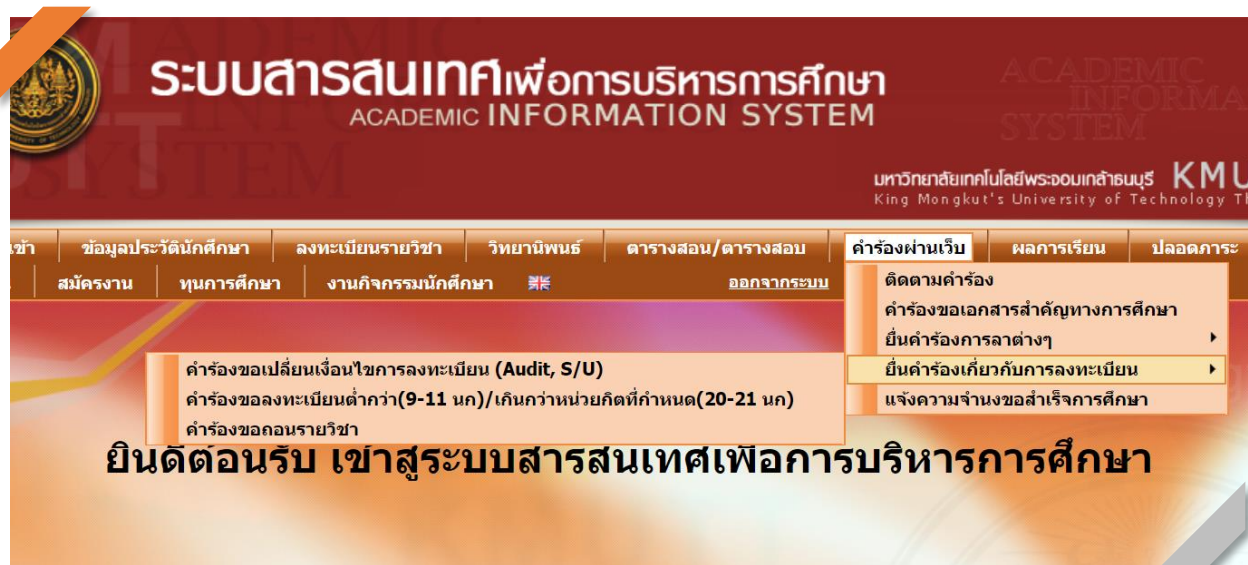 ระบบสารสนเทศเพื่อการบริหารการศึกษา
ACADEMIC INFORMATION SYSTEM
ACADEMIC
SYSTEM
มหาวิทยาลัยเทคโนโลยีพระจอมเกล้าธนบุรี
King Mongkut's University of Technology
ข้อมูลประวัตินักศึกษา ลงทะเบียนรายวิชา วิทยานิพนธ์ ตารางสอน/ตารางสอบ คำร้องผ่านเว็บ ผลการเรียน ปลอดภาระ
สมัครงาน ทุนการศึกษา งานกิจกรรมนักศึกษา ออกจากระบบ
ติดตามคำร้อง
คำร้องขอเอกสารสำคัญทางการศึกษา
ยื่นคำร้องการลาต่างๆ
ยื่นคำร้องเกี่ยวกับการลงทะเบียน
แจ้งความจำนงขอสำเร็จการศึกษา
คำร้องขอเปลี่ยนเงื่อนไขการลงทะเบียน (Audit, S/U)
คำร้องขอลงทะเบียนต่ำกว่า(9-11 นก)/เกินกว่าหน่วยกิตที่กำหนด(20-21 นก)
คำร้องขอถอนรายวิชา
ยินดีต้อนรับ เข้าสู่ระบบสารสนเทศเพื่อการบริหารการศึกษา